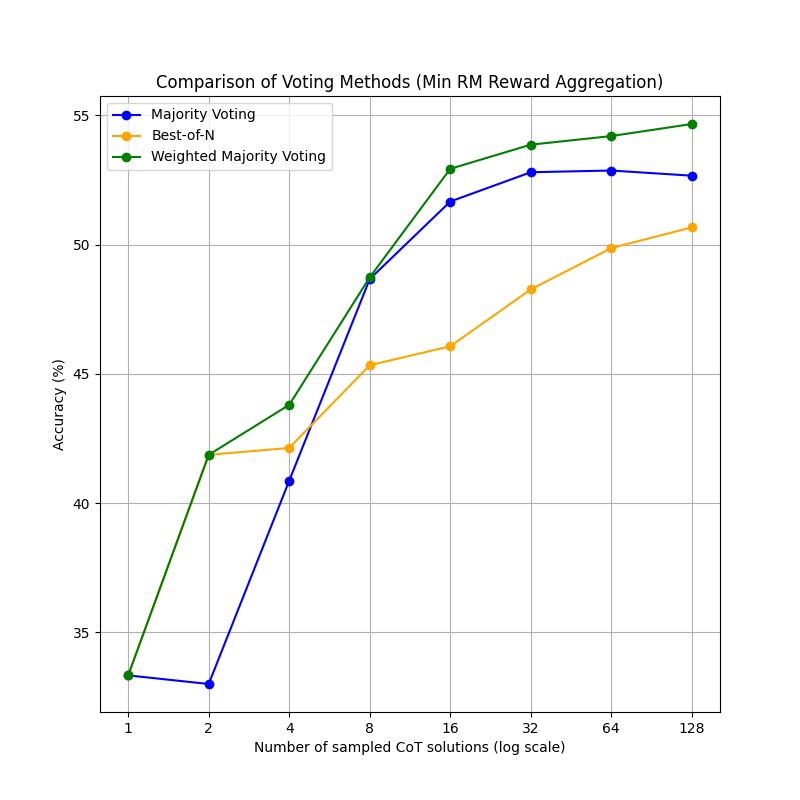 Comparison of Voting Methods (Min RM Reward Aggregation)
Majority Voting
Best-of-N
Weighted Majority Voting
55
50
45
40
35
Accuracy (%)
1 2 4 8 16 32 64 128
Number of sampled CoT solutions (log scale)